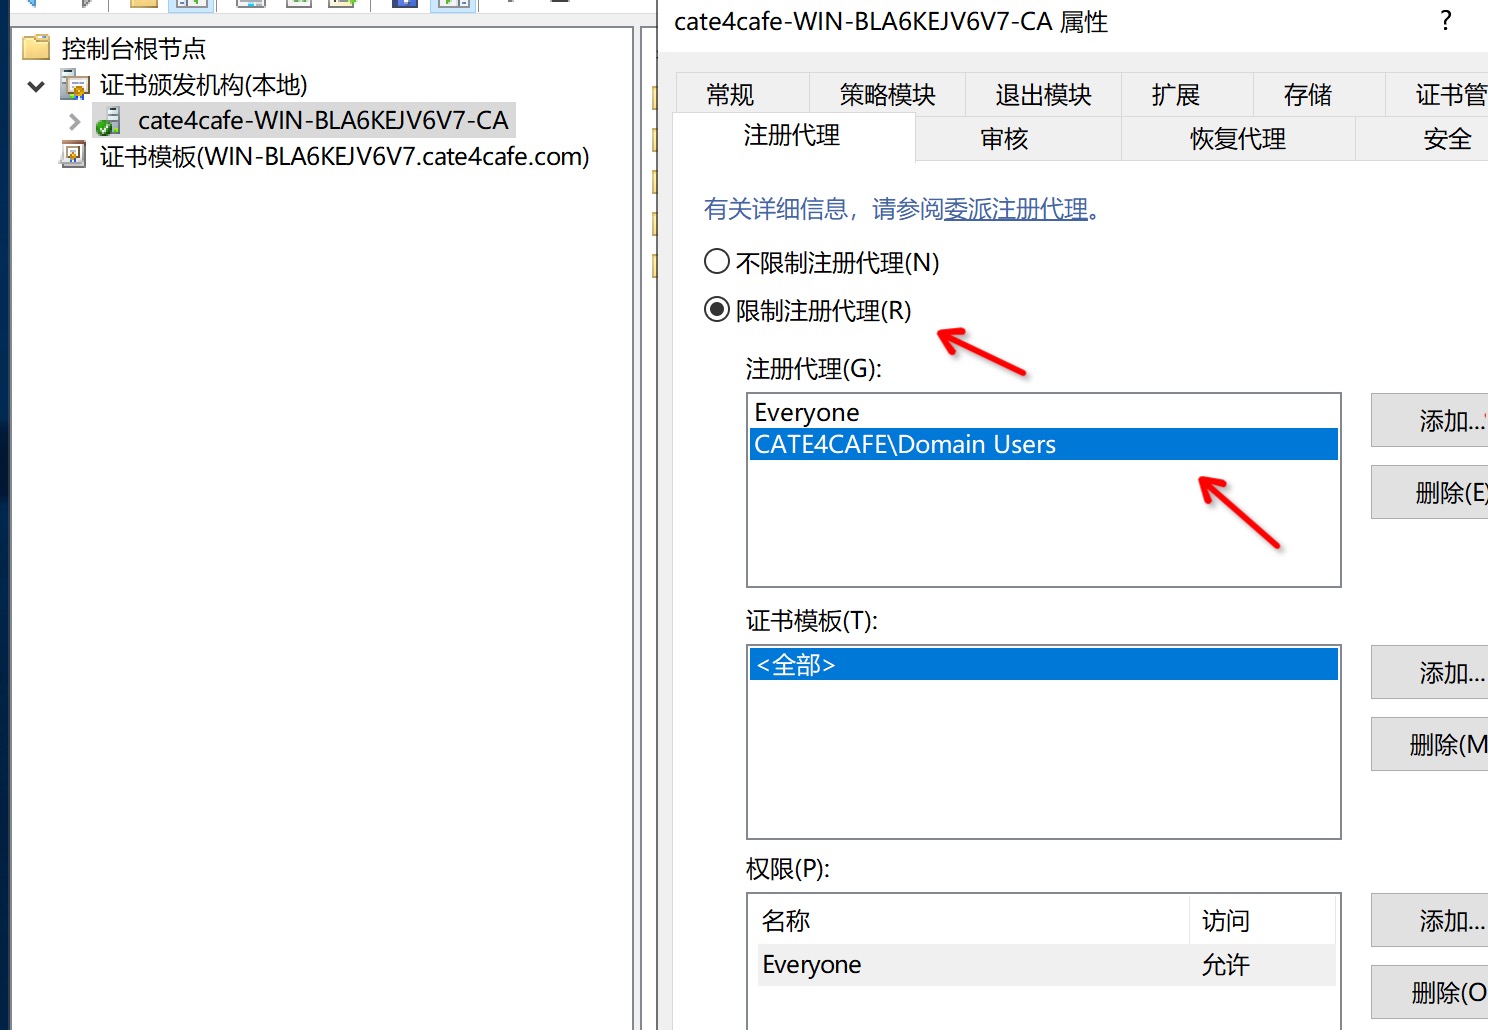 cate4cafe-WIN-BLA6KEJV6V7-CA 属性
?
控制台根节点
证书颁发机构(本地)
cate4cafe-WIN-BLA6KEJV6V7-CA
证书模板(WIN-BLA6KEJV6V7.cate4cafe.com)
常规
策略模块
退出模块
扩展
存储
证书管
注册代理
审核
恢复代理
安全
有关详细信息，请参阅委派注册代理。
不限制注册代理(N)
限制注册代理(R)
注册代理(G):
Everyone
CATE4CAFE\Domain Users
添加...
删除(E)
证书模板(T):
<全部>
添加...
删除(M
权限(P):
名称
访问
Everyone
允许
添加...
删除(O